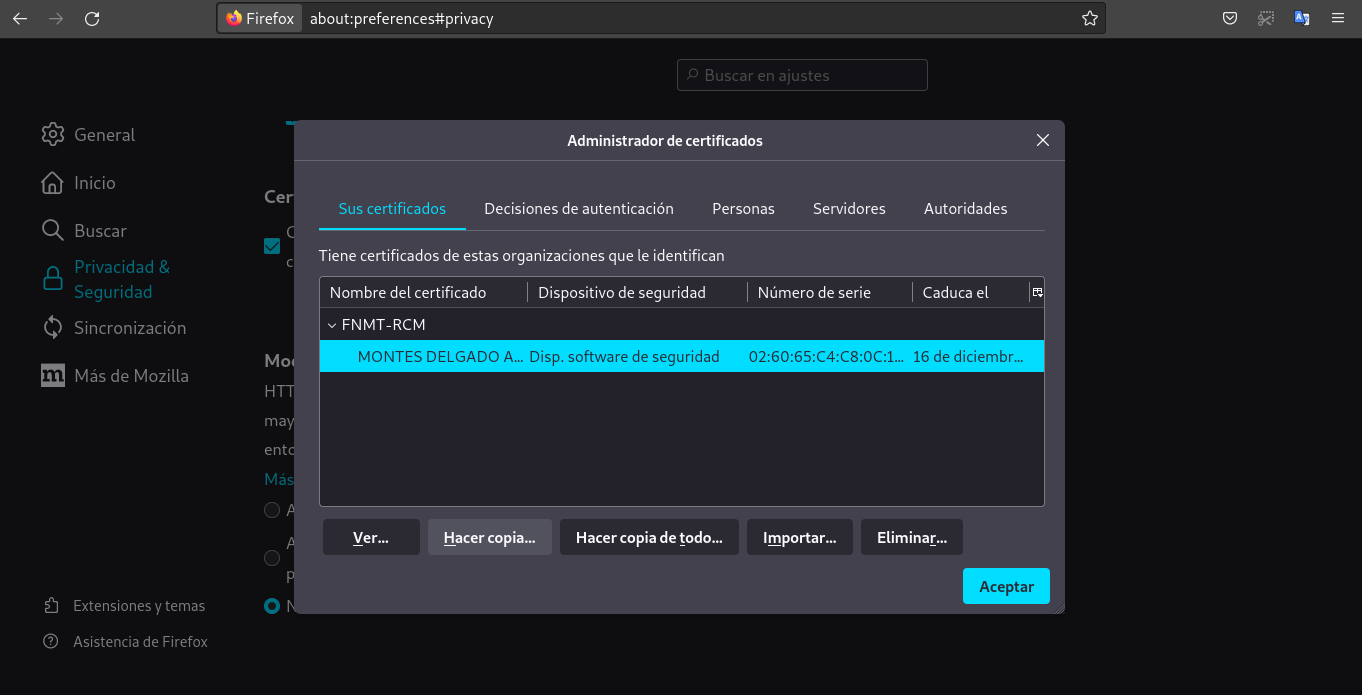 Firefox about:preferences#privacy
Buscar en ajustes
General
Inicio
Buscar
Privacidad &
Seguridad
Sincronización
Más de Mozilla
Extensiones y temas
Asistencia de Firefox
Cer
C
c
Mod
HTT
may
ento
Más
A
A
p
N
Administrador de certificados
Sus certificados Decisiones de autenticación Personas Servidores Autoridades
Tiene certificados de estas organizaciones que le identifican
Nombre del certificado Dispositivo de seguridad Número de serie Caduca el
FNMT-RCM
MONTES DELGADO A... Disp. software de seguridad 02:60:65:C4:C8:0C:1... 16 de diciembr...
Ver... Hacer copia... Hacer copia de todo... Importar... Eliminar...
Aceptar